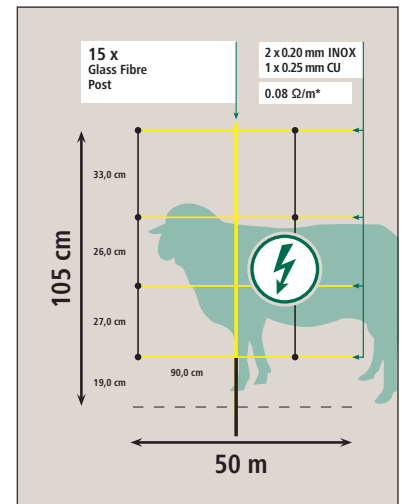 15 x
Glass Fibre
Post
2 x 0.20 mm INOX
1 x 0.25 mm CU
0.08 Ω/m*
33,0 cm
26,0 cm
105 cm
27,0 cm
19,0 cm
90,0 cm
50 m